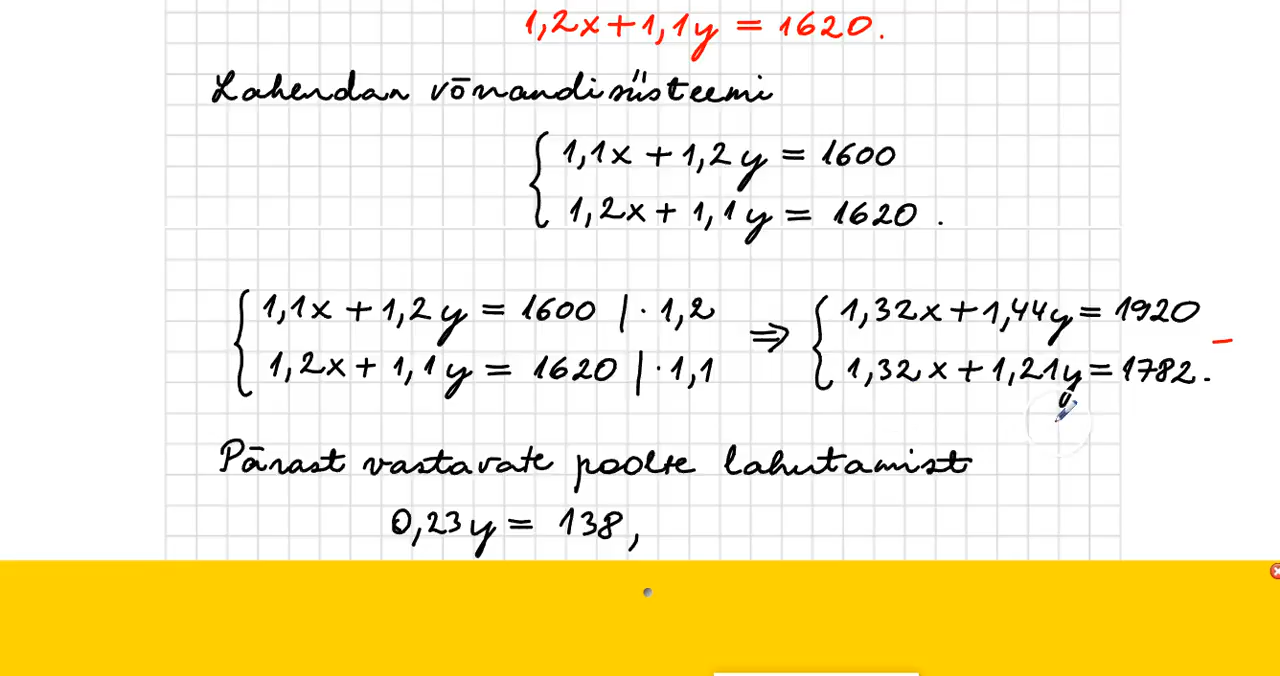 1,2x+1,1y = 1620.
Lahendan võrrandisüsteemi
1,1x + 1,2y = 1600
1,2x + 1,1y = 1620 .
1,1x + 1,2y = 1600 | · 1,2 ⇒ 1,32x + 1,44y = 1920 −
1,2x + 1,1y = 1620 | · 1,1 1,32x + 1,21y = 1782.
Pärast vastavate poolte lahutamist
0,23y = 138,